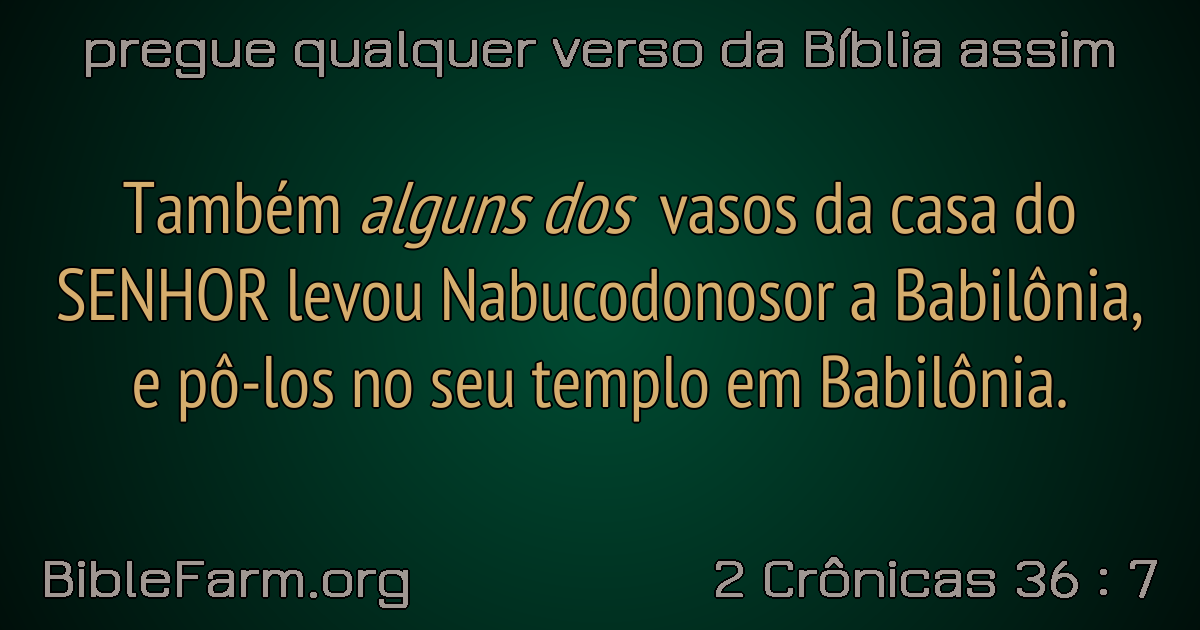 pregue qualquer verso da Bíblia assim
Também alguns dos vasos da casa do
SENHOR levou Nabucodonosor a Babilônia,
e pô-los no seu templo em Babilônia.
BibleFarm.org
2 Crônicas 36 : 7